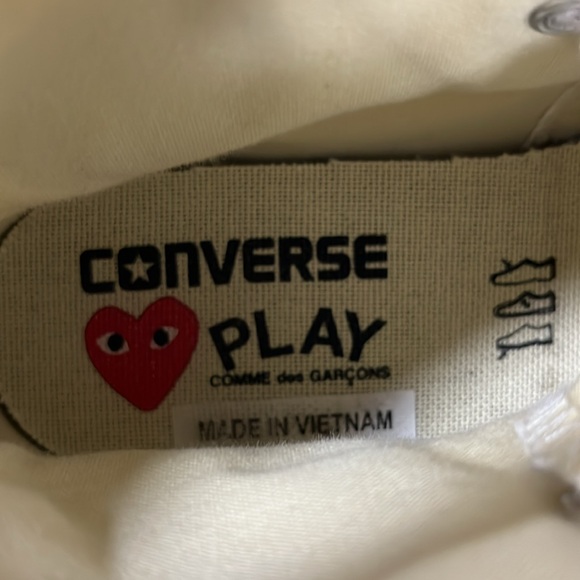 CONVERSE
PLAY
COMME des GARÇONS
MADE IN VIETNAM